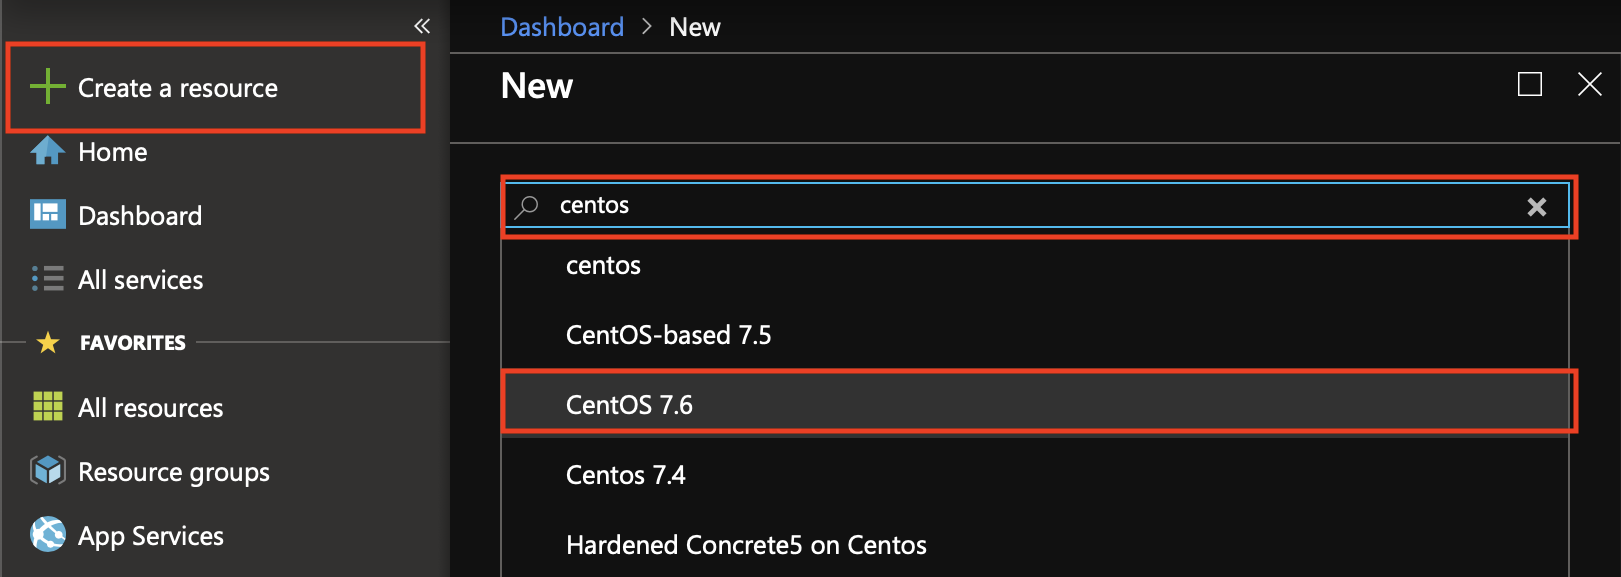 Create a resource
Home
Dashboard
All services
FAVORITES
All resources
Resource groups
App Services
Dashboard > New
New
centos
centos
CentOS-based 7.5
CentOS 7.6
Centos 7.4
Hardened Concrete5 on Centos